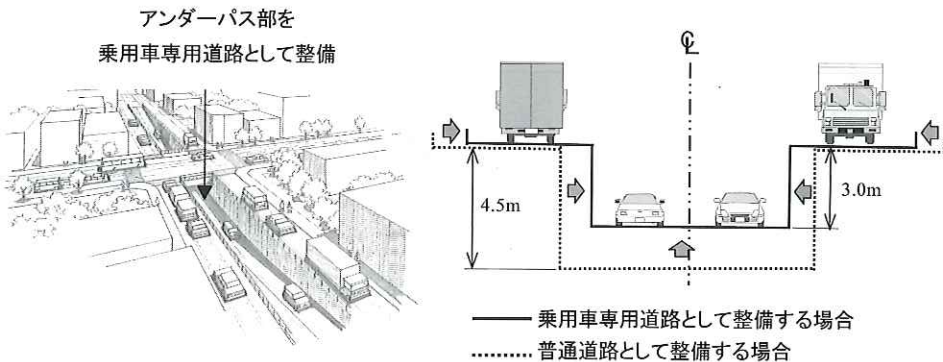 アンダーパス部を
乗用車専用道路として整備
℄
4.5m
3.0m
乗用車専用道路として整備する場合
普通道路として整備する場合